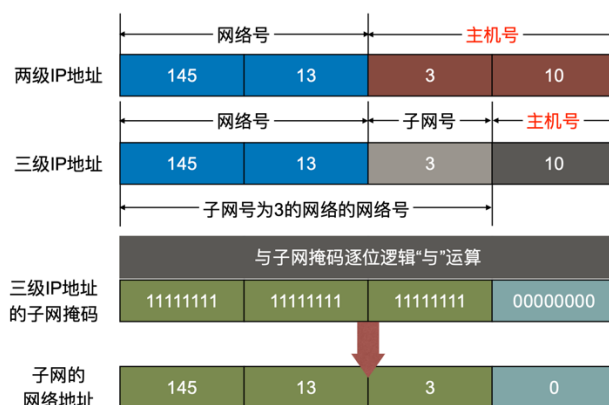 网络号 主机号
两级IP地址 145 13 3 10
网络号 子网号 主机号
三级IP地址 145 13 3 10
子网号为3的网络的网络号
与子网掩码逐位逻辑“与”运算
三级IP地址
的子网掩码 11111111 11111111 11111111 00000000
子网的
网络地址 145 13 3 0